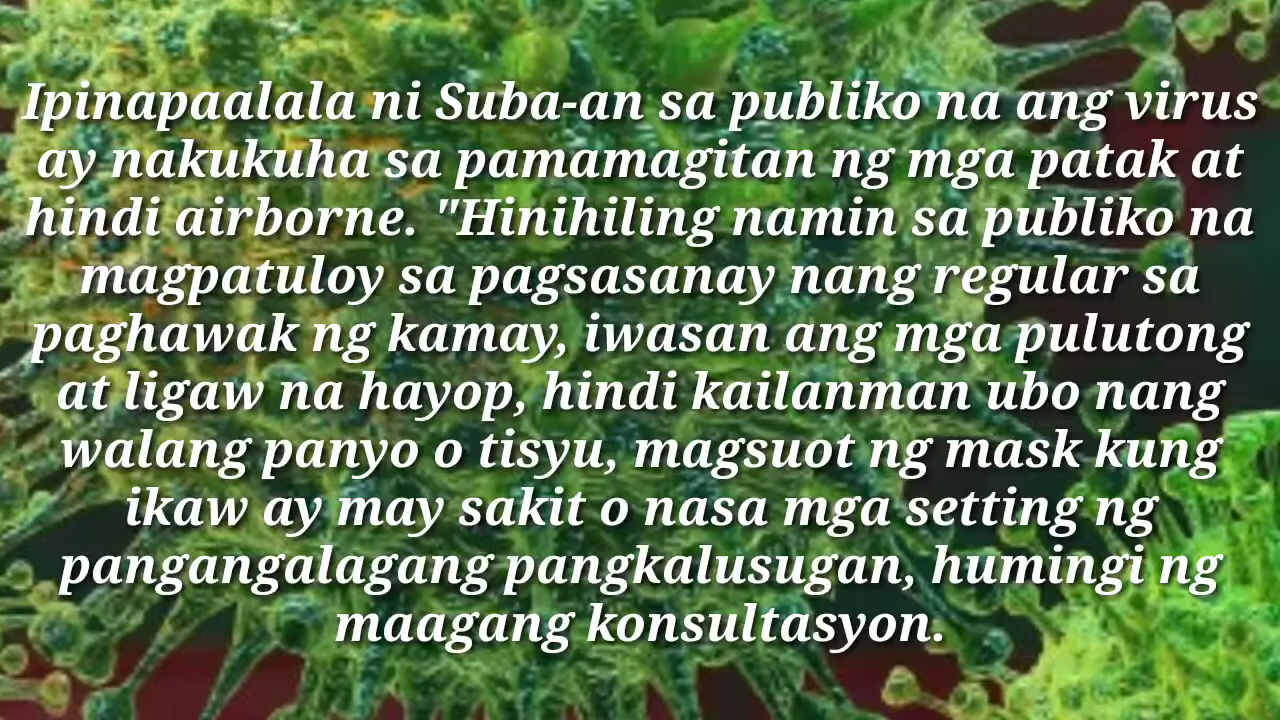 Ipinapaalala ni Suba-an sa publiko na ang virus
ay nakukuha sa pamamagitan ng mga patak at
hindi airborne. "Hinihiling namin sa publiko na
magpatuloy sa pagsasanay nang regular sa
paghawak ng kamay, iwasan ang mga pulutong
at ligaw na hayop, hindi kailanman ubo nang
walang panyo o tisyu, magsuot ng mask kung
ikaw ay may sakit o nasa mga setting ng
pangangalagang pangkalusugan, humingi ng
maagang konsultasyon.